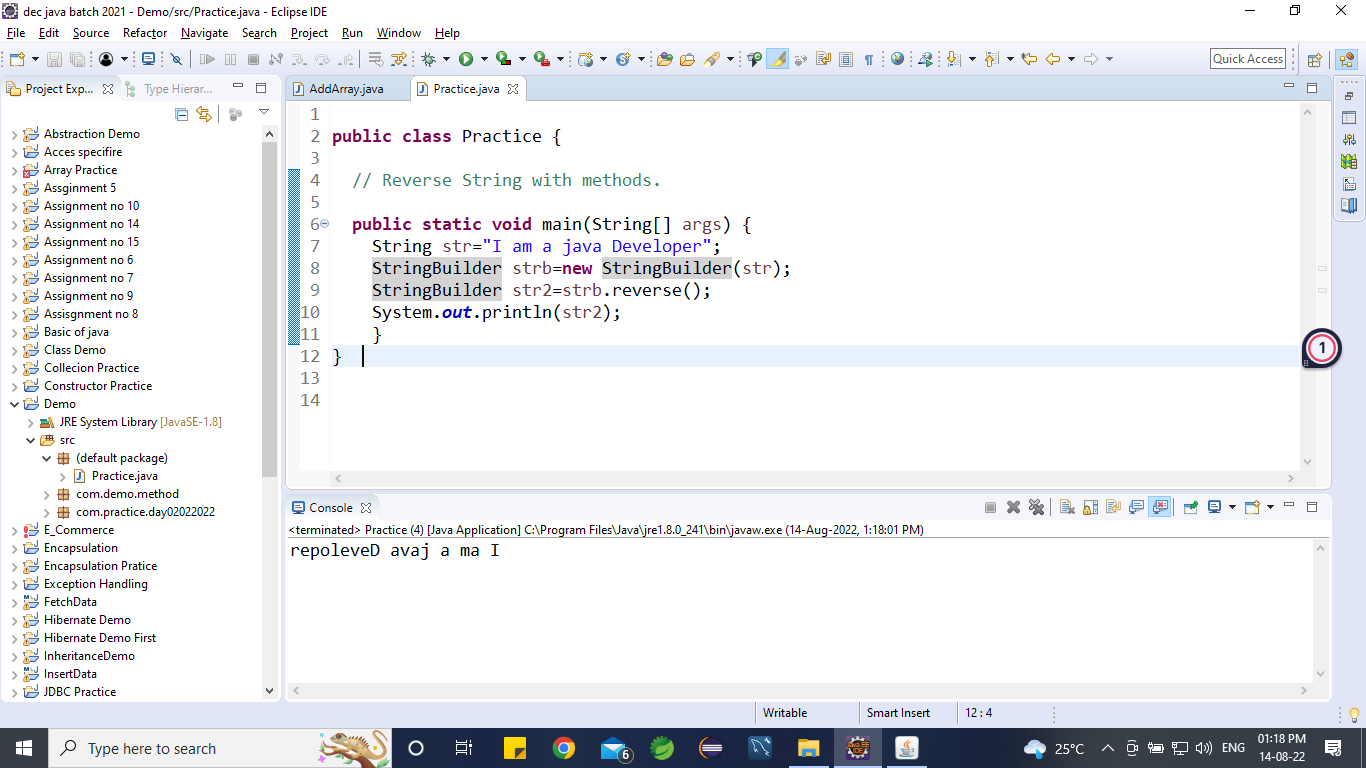 dec java batch 2021 - Demo/src/Practice.java - Eclipse IDE
File Edit Source Refactor Navigate Search Project Run Window Help
Quick Access
Project Exp... Type Hierar...
Abstraction Demo
Acces specifire
Array Practice
Assginment 5
Assignment no 10
Assignment no 14
Assignment no 15
Assignment no 6
Assignment no 7
Assignment no 9
Assisgnment no 8
Basic of java
Class Demo
Collecion Practice
Constructor Practice
Demo
JRE System Library [JavaSE-1.8]
src
(default package)
Practice.java
com.demo.method
com.practice.day02022022
E_Commerce
Encapsulation
Encapsulation Pratice
Exception Handling
FetchData
Hibernate Demo
Hibernate Demo First
InheritanceDemo
InsertData
JDBC Practice
AddArray.java Practice.java
1
2 public class Practice {
3
4 // Reverse String with methods.
5
6 public static void main(String[] args) {
7 String str="I am a java Developer";
8 StringBuilder strb=new StringBuilder(str);
9 StringBuilder str2=strb.reverse();
10 System.out.println(str2);
11 }
12 }
13
14
1
Console
<terminated> Practice (4) [Java Application] C:\Program Files\Java\jre1.8.0_241\bin\javaw.exe (14-Aug-2022, 1:18:01 PM)
repoleveD avaj a ma I
Writable Smart Insert 12 : 4
Type here to search
6
25°C ENG 01:18 PM
14-08-22